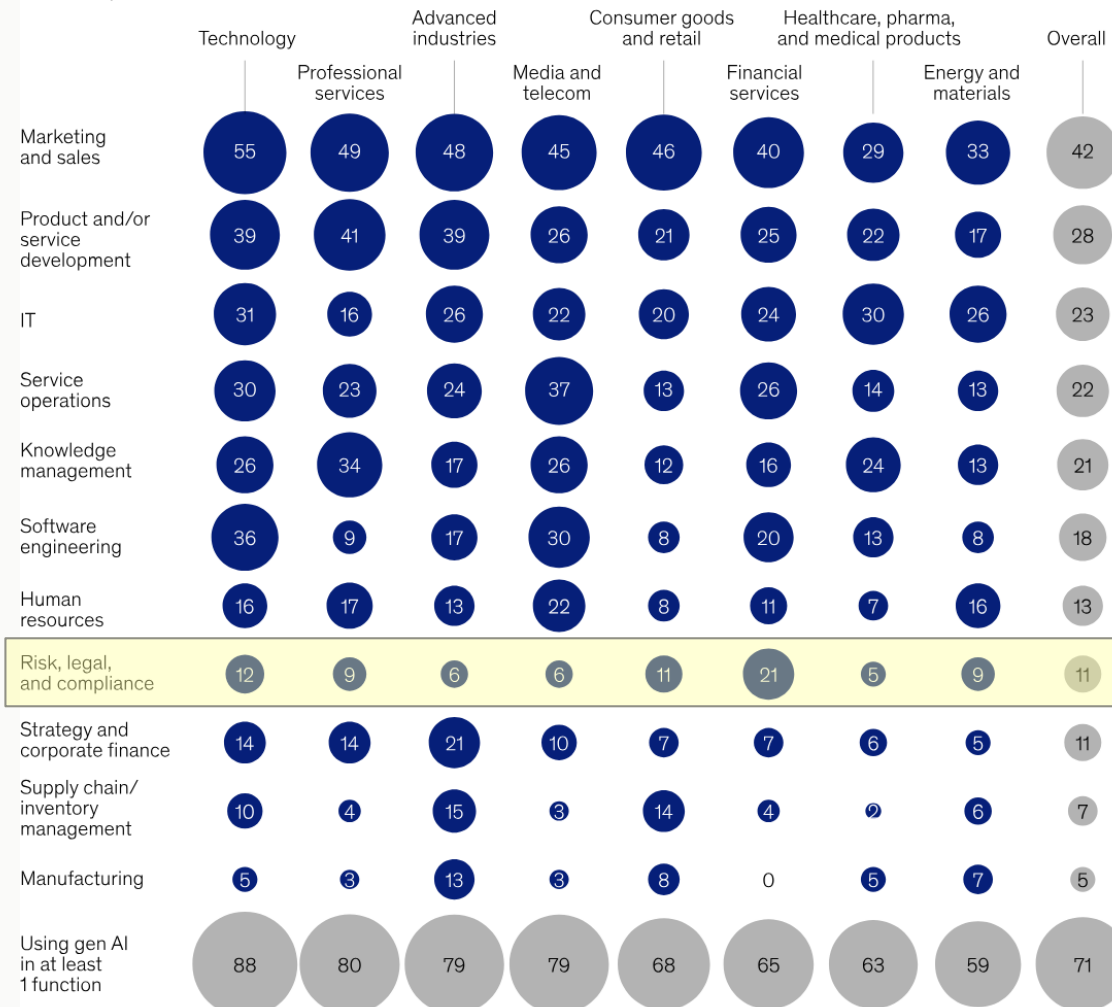 Technology
Professional services
Advanced industries
Media and telecom
Consumer goods and retail
Financial services
Healthcare, pharma, and medical products
Energy and materials
Overall
Marketing and sales 55 49 48 45 46 40 29 33 42
Product and/or service development 39 41 39 26 21 25 22 17 28
IT 31 16 26 22 20 24 30 26 23
Service operations 30 23 24 37 13 26 14 13 22
Knowledge management 26 34 17 26 12 16 24 13 21
Software engineering 36 9 17 30 8 20 13 8 18
Human resources 16 17 13 22 8 11 7 16 13
Risk, legal, and compliance 12 9 6 6 11 21 5 9 11
Strategy and corporate finance 14 14 21 10 7 7 6 5 11
Supply chain/ inventory management 10 4 15 3 14 4 2 6 7
Manufacturing 5 3 13 3 8 0 5 7 5
Using gen AI in at least 1 function 88 80 79 79 68 65 63 59 71